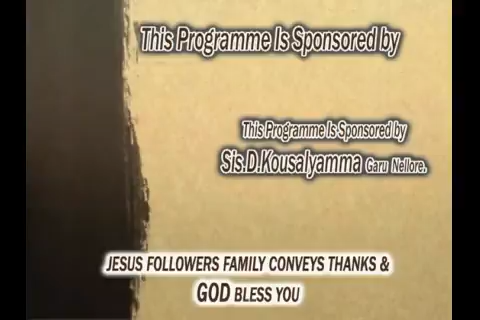 This Programme Is Sponsored by
This Programme Is Sponsored by
Sis.D.Kousalyamma Garu Nellore.
JESUS FOLLOWERS FAMILY CONVEYS THANKS &
GOD BLESS YOU